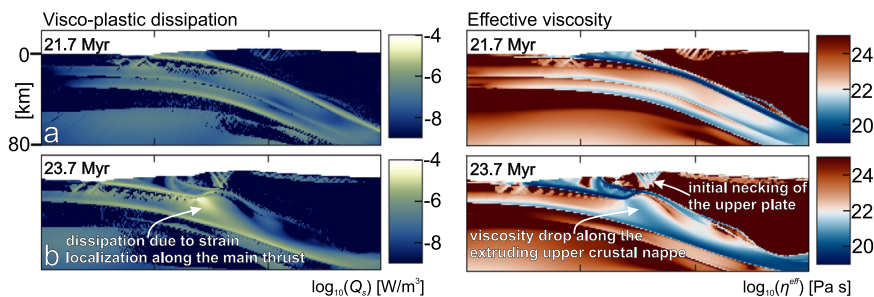 Visco-plastic dissipation
Effective viscosity
21.7 Myr
0
[km]
80
a
-4
-6
-8
21.7 Myr
24
22
20
23.7 Myr
dissipation due to strain
localization along the main thrust
b
-4
-6
-8
log₁₀(Qₛ) [W/m³]
23.7 Myr
initial necking of
the upper plate
viscosity drop along the
extruding upper crustal nappe
24
22
20
log₁₀(ηᵉᶠᶠ) [Pa s]